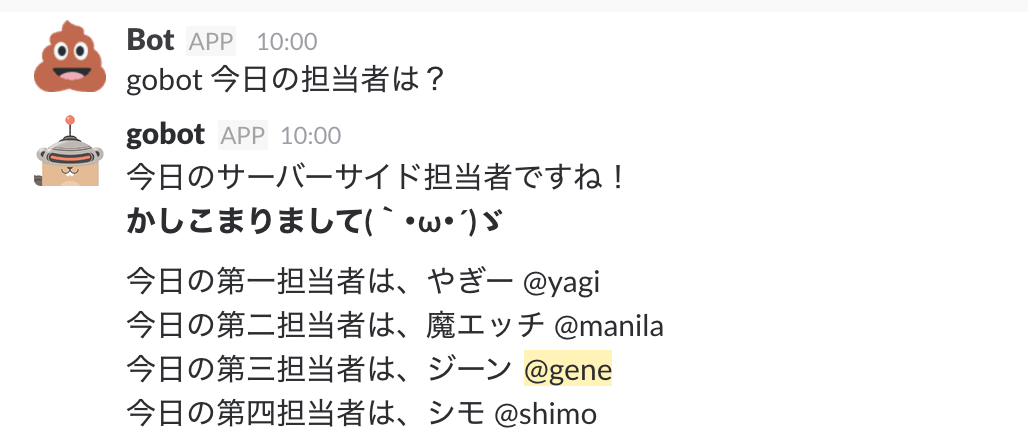 Bot APP 10:00
gobot 今日の担当者は？
gobot APP 10:00
今日のサーバーサイド担当者ですね！
かしこまりまして(｀･ω･´)ゞ
今日の第一担当者は、やぎー @yagi
今日の第二担当者は、魔エッチ @manila
今日の第三担当者は、ジーン @gene
今日の第四担当者は、シモ @shimo